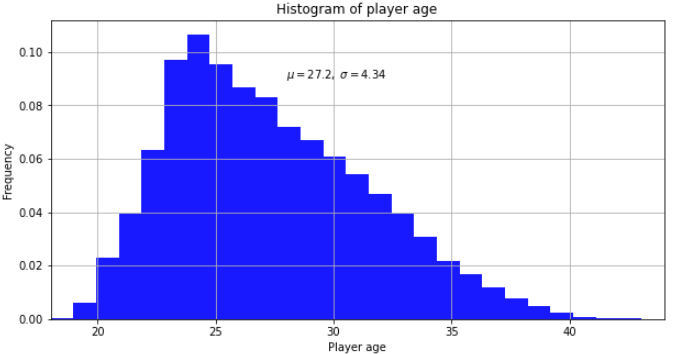 Histogram of player age
μ = 27.2, σ = 4.34
Frequency
0.10
0.08
0.06
0.04
0.02
0.00
20 25 30 35 40
Player age